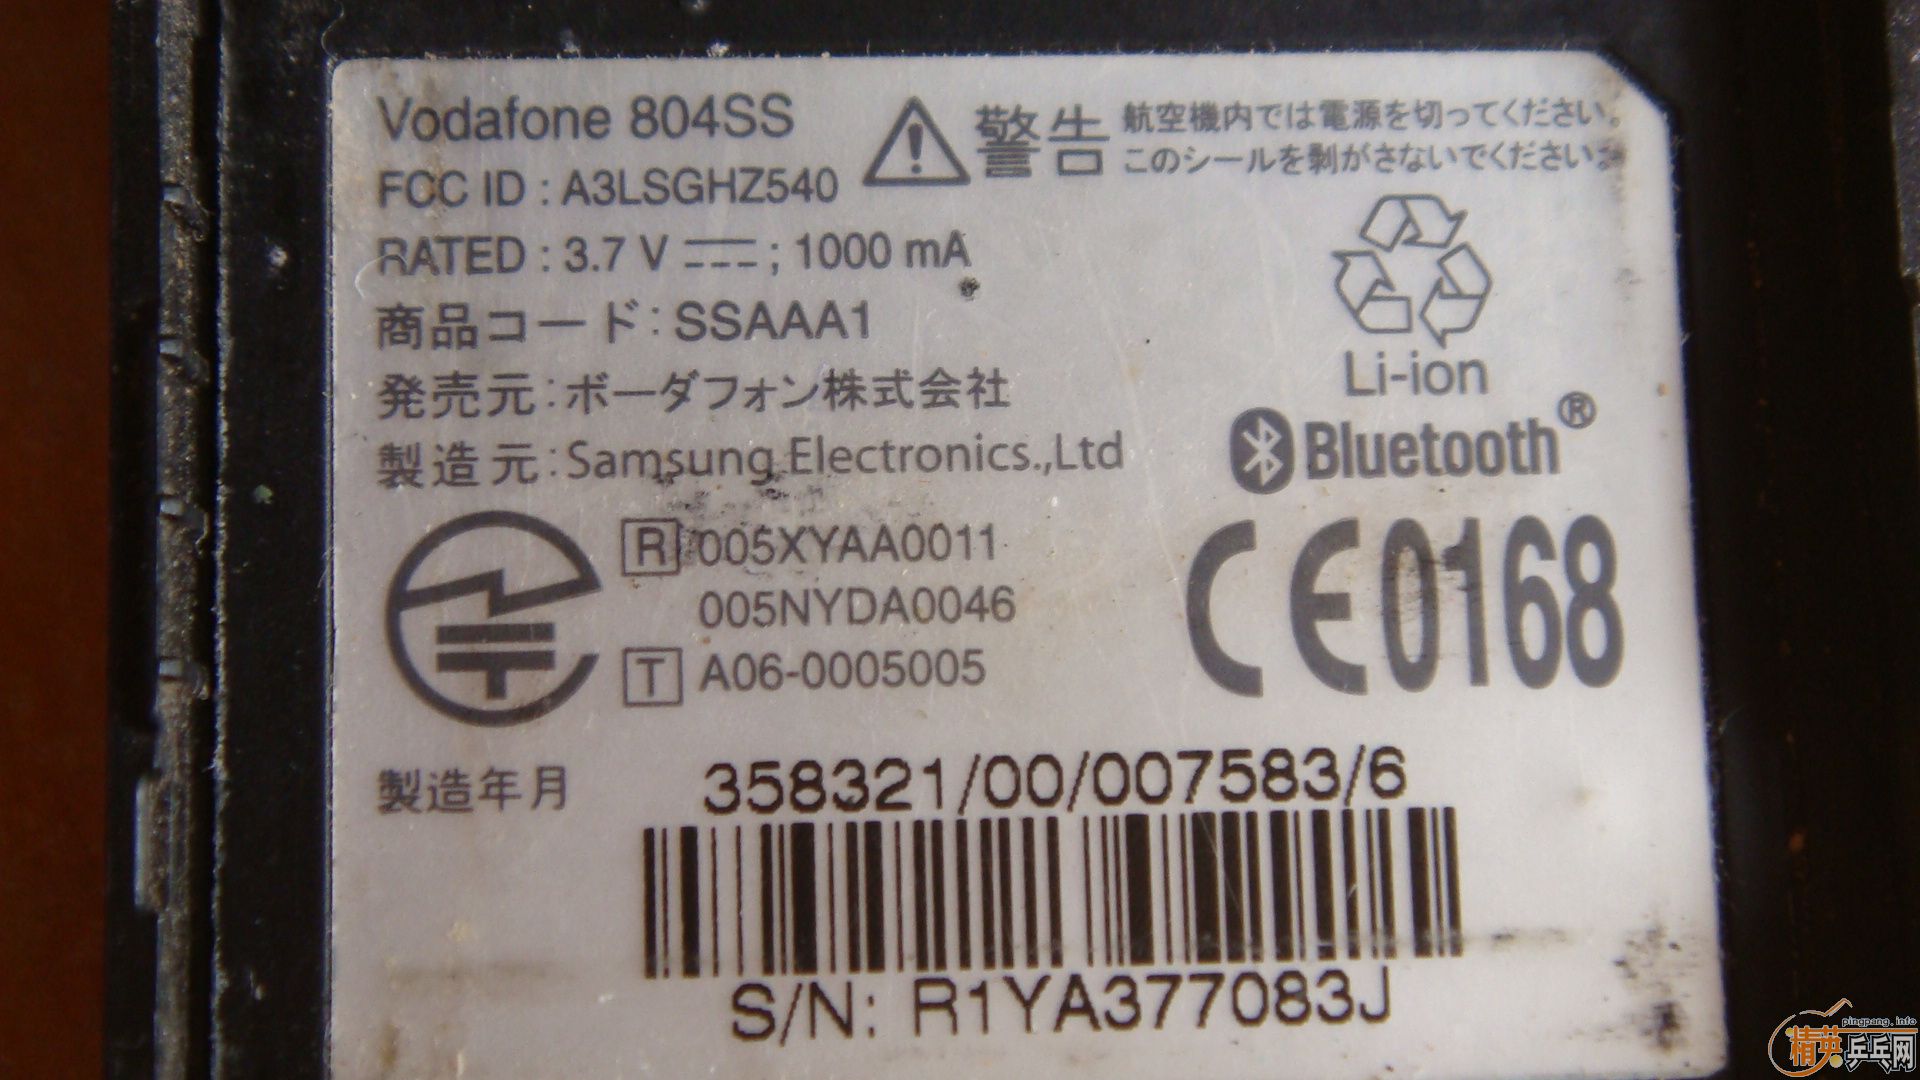 Vodafone 804SS
FCC ID : A3LSGHZ540
警告
航空機内では電源を切ってください。
このシールを剥がさないでください。
RATED : 3.7 V ⎓ ; 1000 mA
商品コード : SSAAA1
発売元 : ボーダフォン株式会社
製造元 : Samsung Electronics.,Ltd
Li-ion
Bluetooth®
R 005XYAA0011
005NYDA0046
T A06-0005005
CE0168
製造年月
358321/00/007583/6
S/N: R1YA377083J
pingpang.info
精英乒乓网